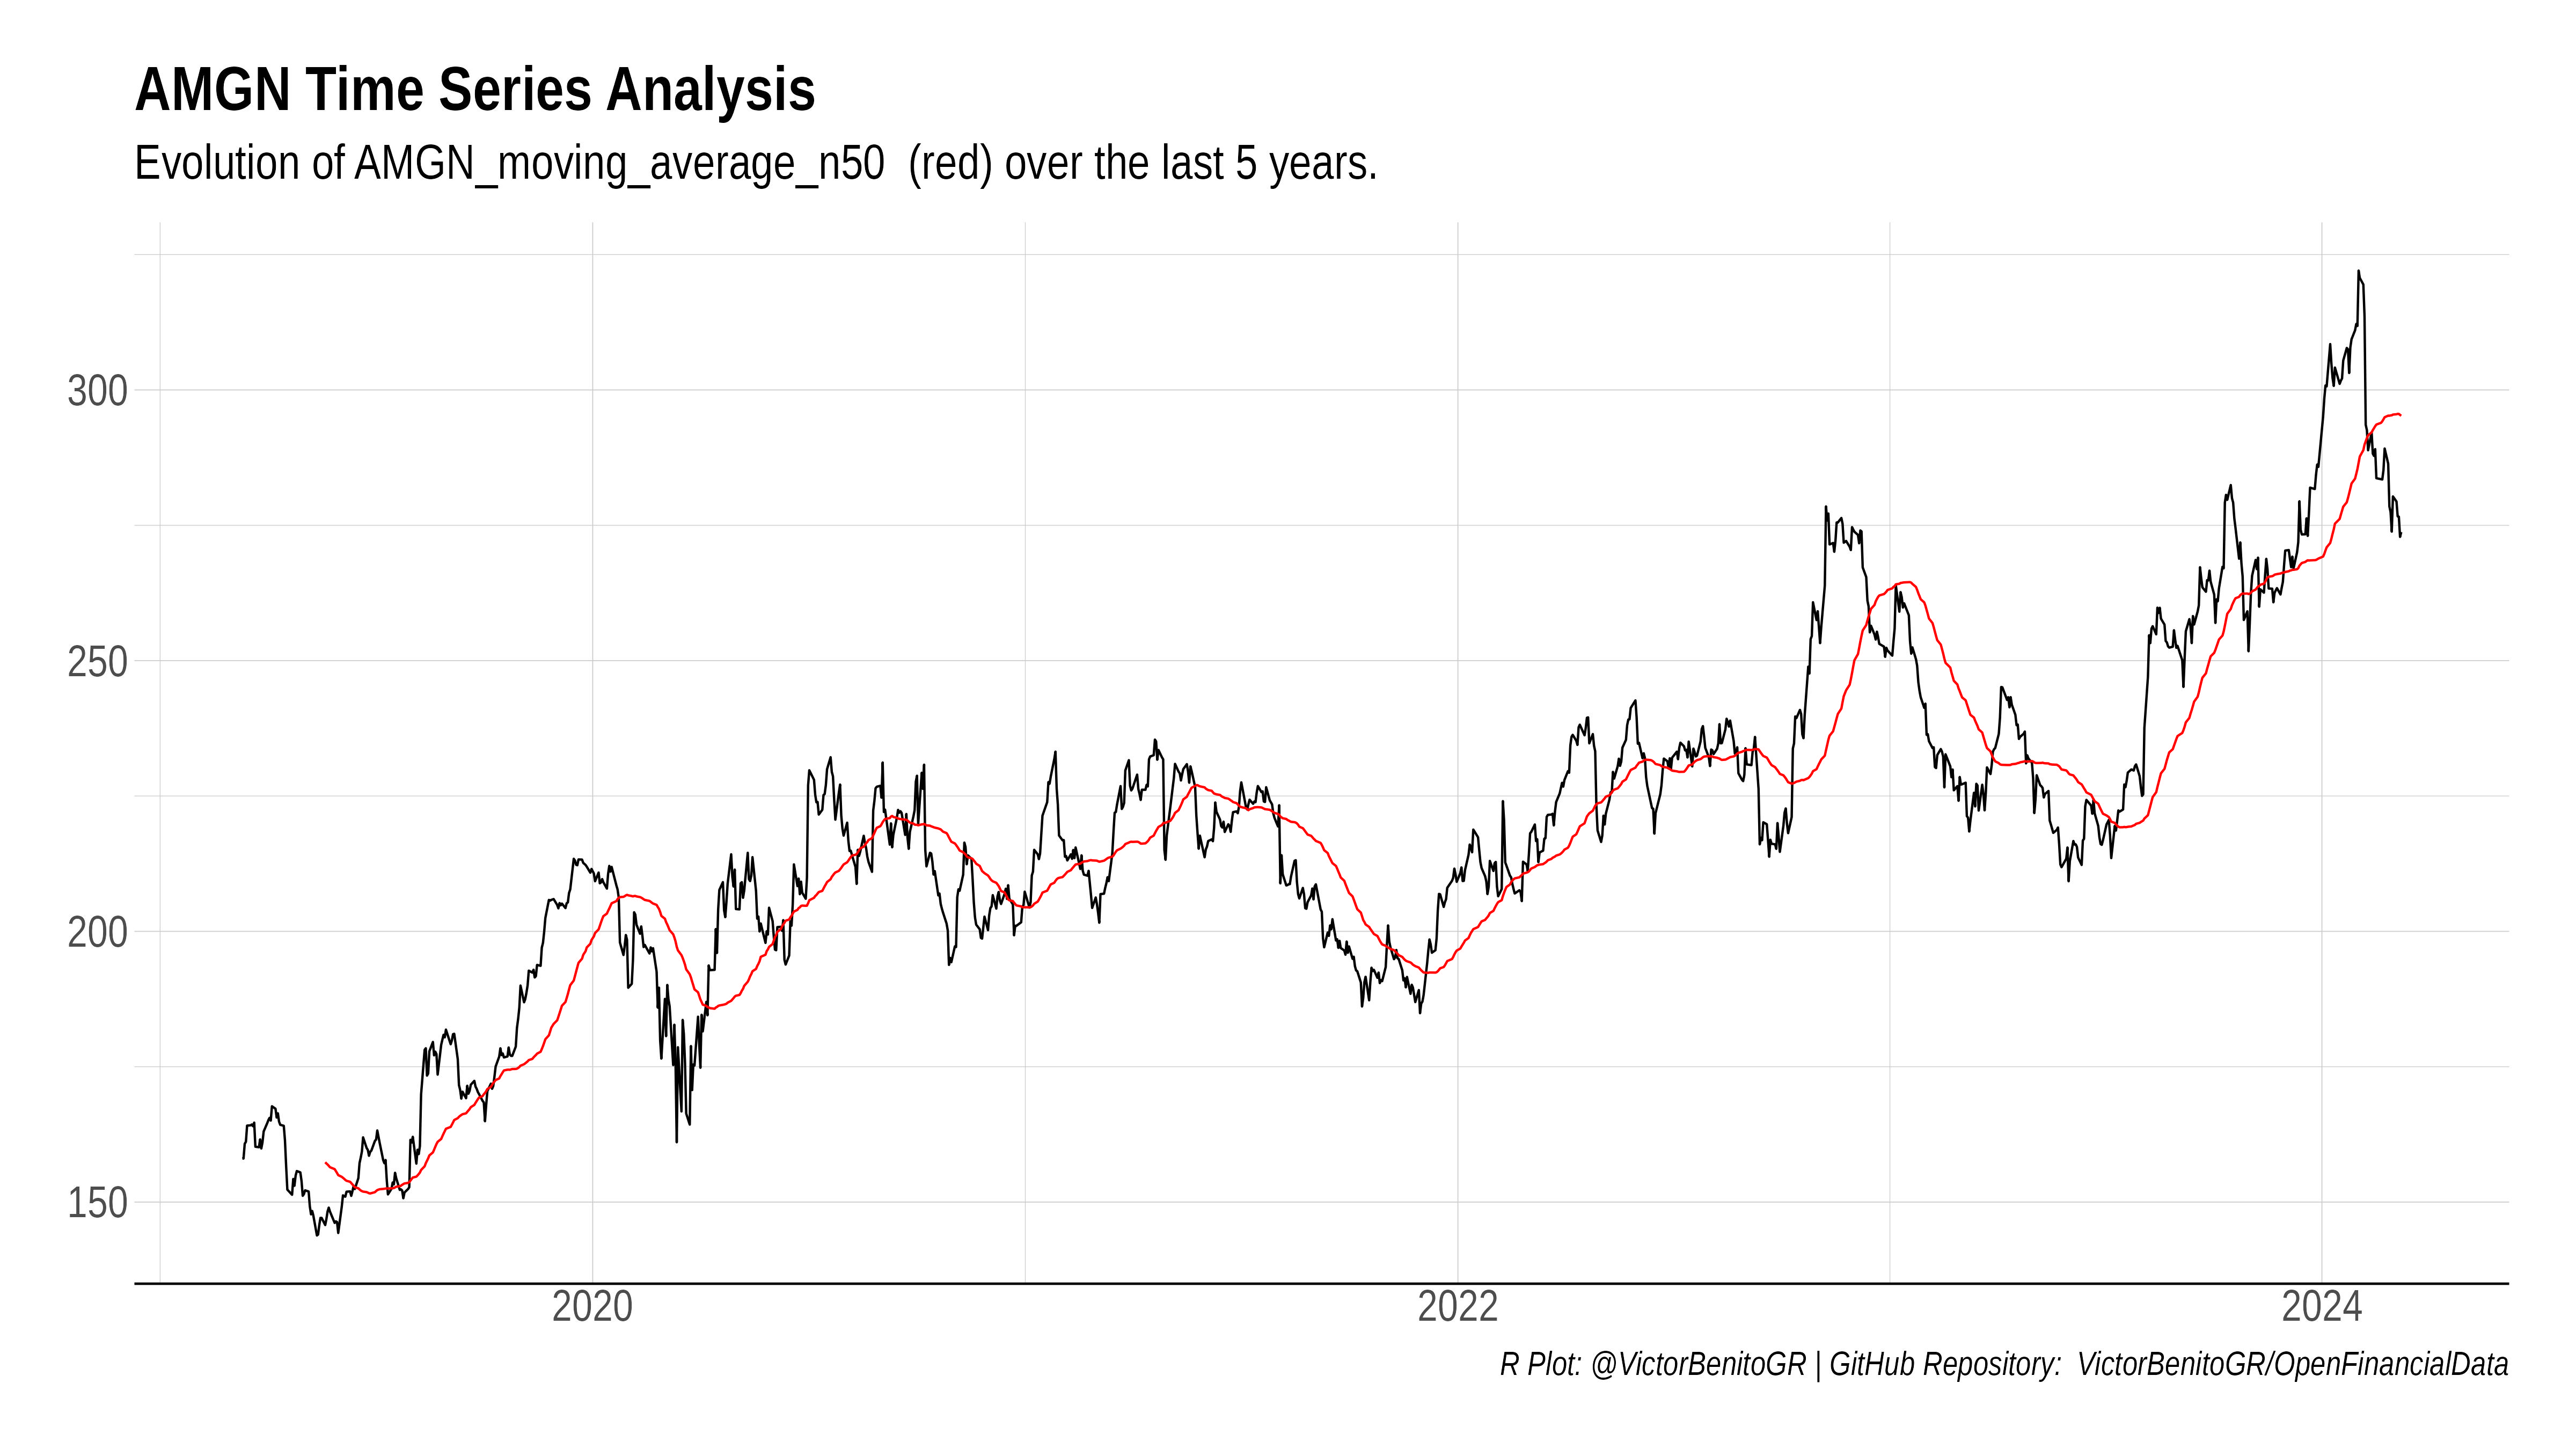 AMGN Time Series Analysis
Evolution of AMGN_moving_average_n50  (red) over the last 5 years.
300
250
200
150
2020 2022 2024
R Plot: @VictorBenitoGR | GitHub Repository:  VictorBenitoGR/OpenFinancialData